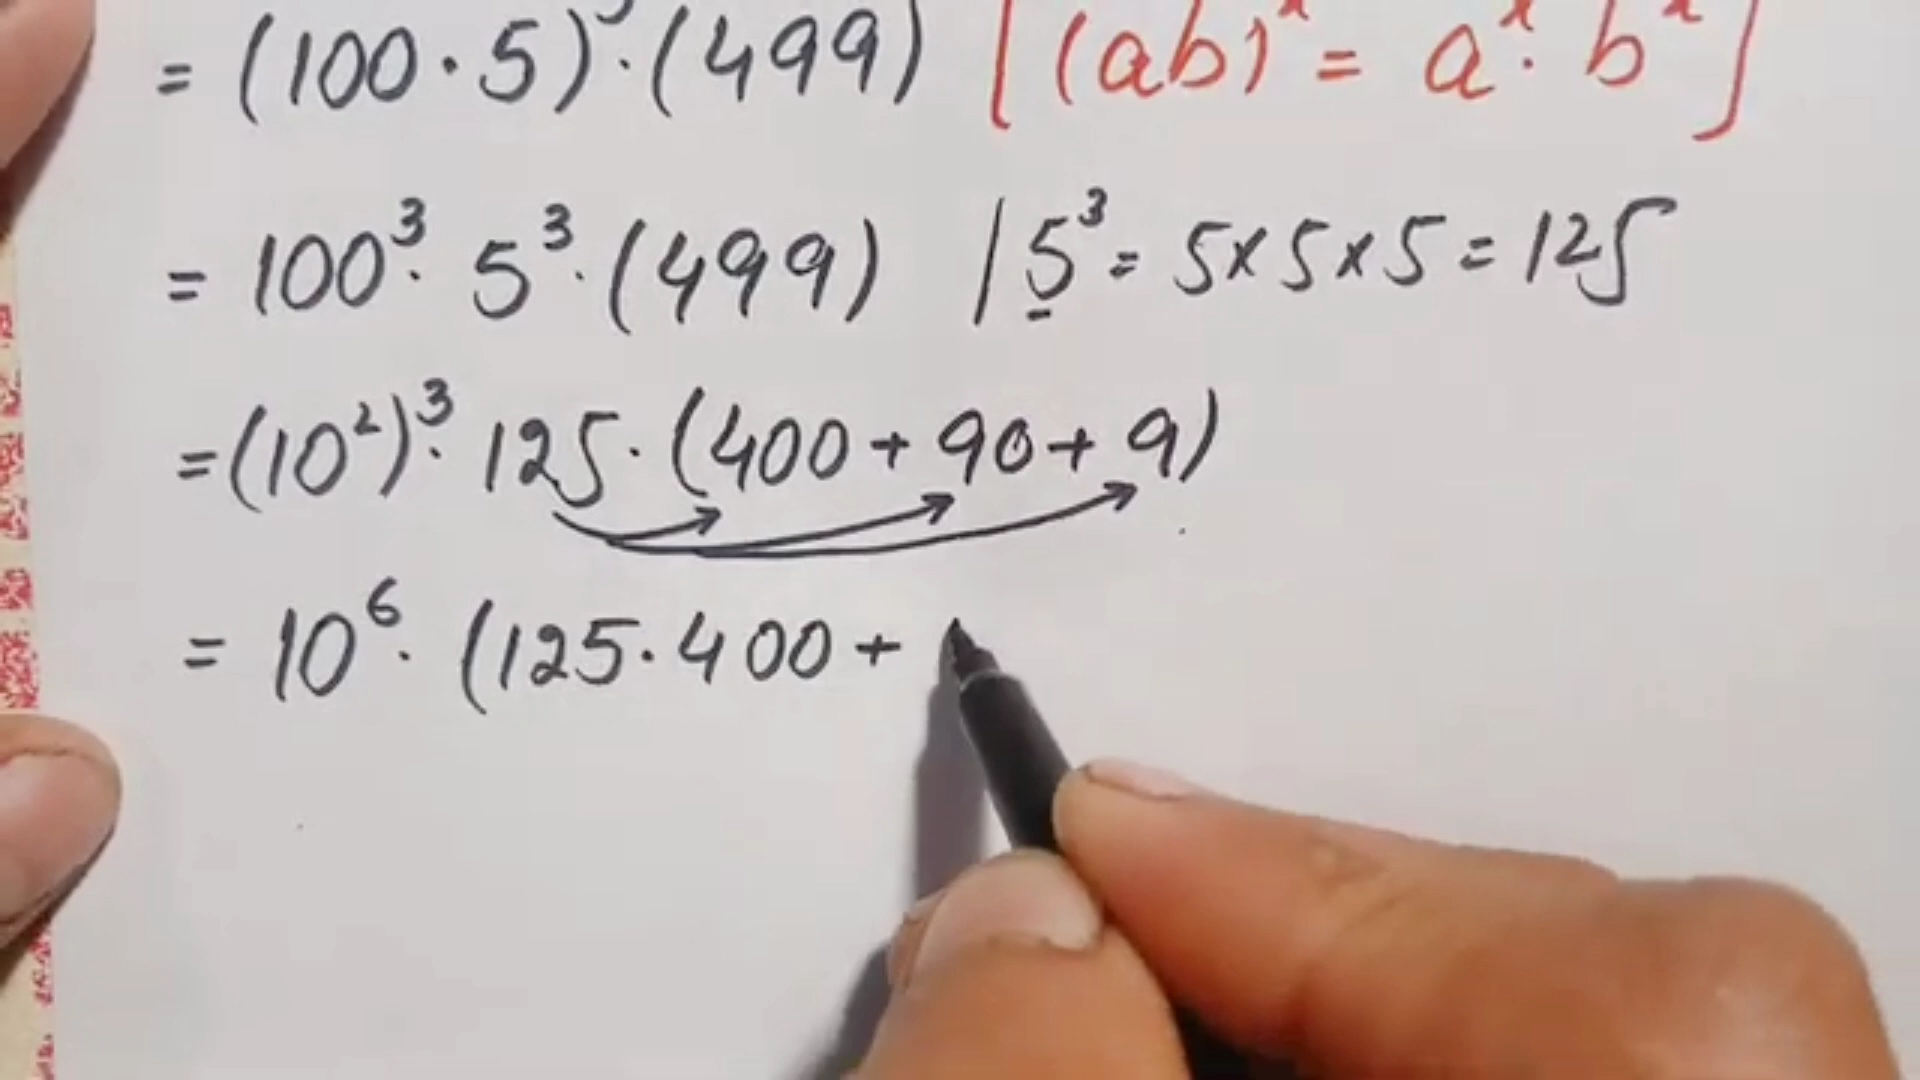 = (100 · 5)³ · (499) [(ab)ˣ = aˣ · bˣ]
= 100³ · 5³ · (499) | 5³ = 5 × 5 × 5 = 125
= (10²)³ · 125 · (400 + 90 + 9)
= 10⁶ · (125 · 400 +